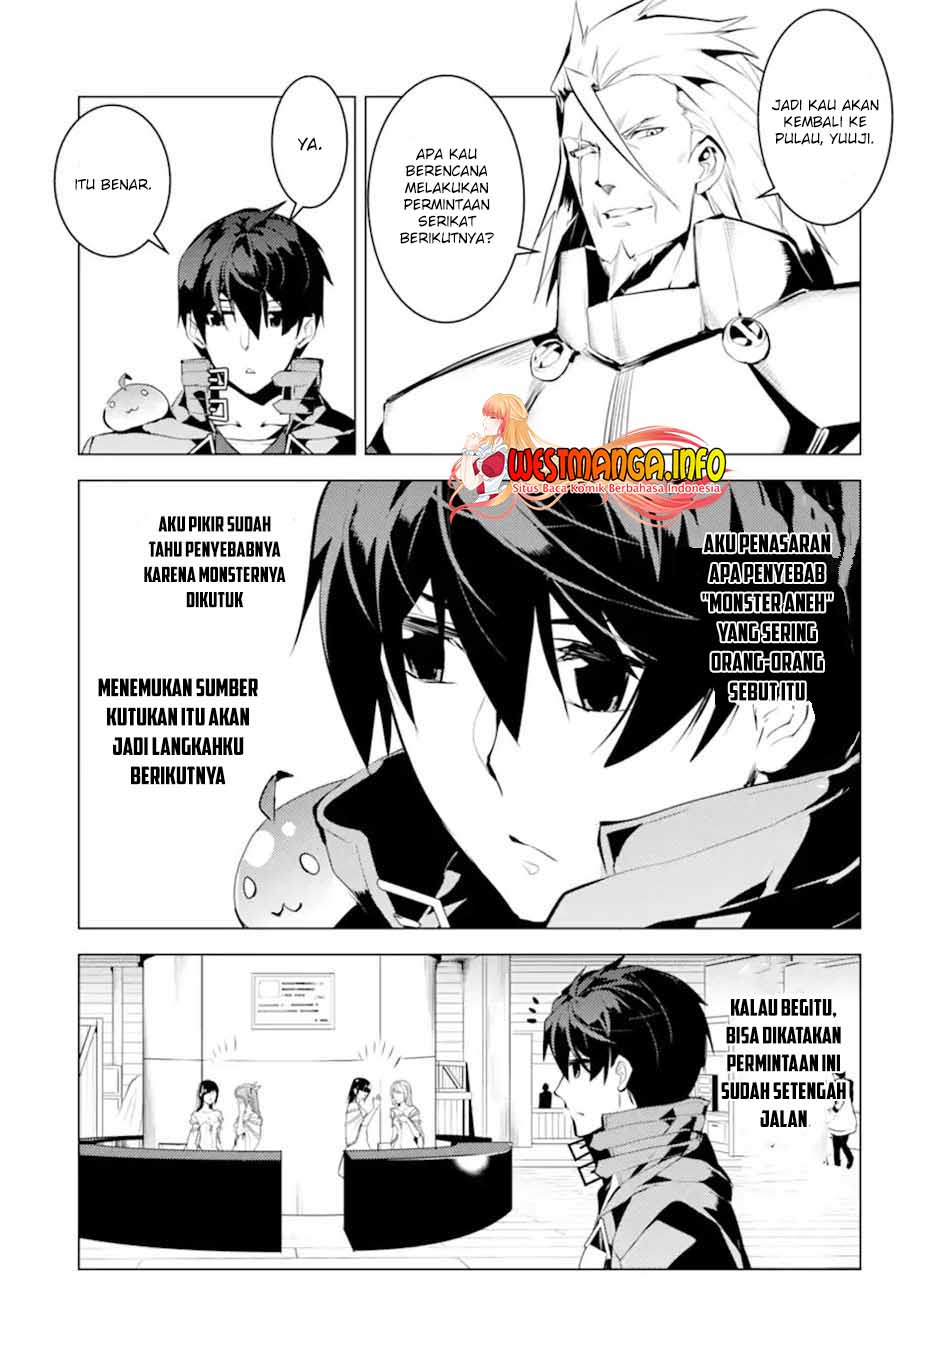 JADI KAU AKAN
KEMBALI KE
PULAU, YUUJI.
APA KAU
BERENCANA
MELAKUKAN
PERMINTAAN
SERIKAT
BERIKUTNYA?
YA.
ITU BENAR.
WESTMANGA.INFO
Situs Baca Komik Berbahasa Indonesia
AKU PENASARAN
APA PENYEBAB
"MONSTER ANEH"
YANG SERING
ORANG-ORANG
SEBUT ITU
AKU PIKIR SUDAH
TAHU PENYEBABNYA
KARENA MONSTERNYA
DIKUTUK
MENEMUKAN SUMBER
KUTUKAN ITU AKAN
JADI LANGKAHKU
BERIKUTNYA
KALAU BEGITU,
BISA DIKATAKAN
PERMINTAAN INI
SUDAH SETENGAH
JALAN